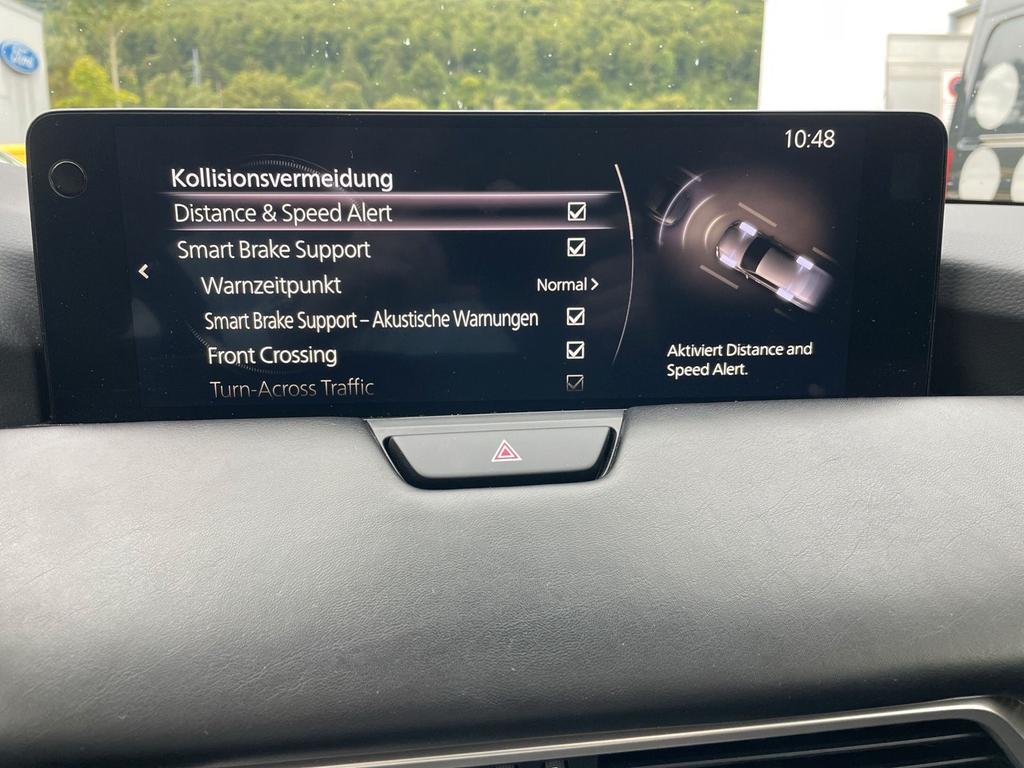 Ford
10:48
Kollisionsvermeidung
Distance & Speed Alert
Smart Brake Support
Warnzeitpunkt
Normal
Smart Brake Support – Akustische Warnungen
Front Crossing
Turn-Across Traffic
Aktiviert Distance and
Speed Alert.